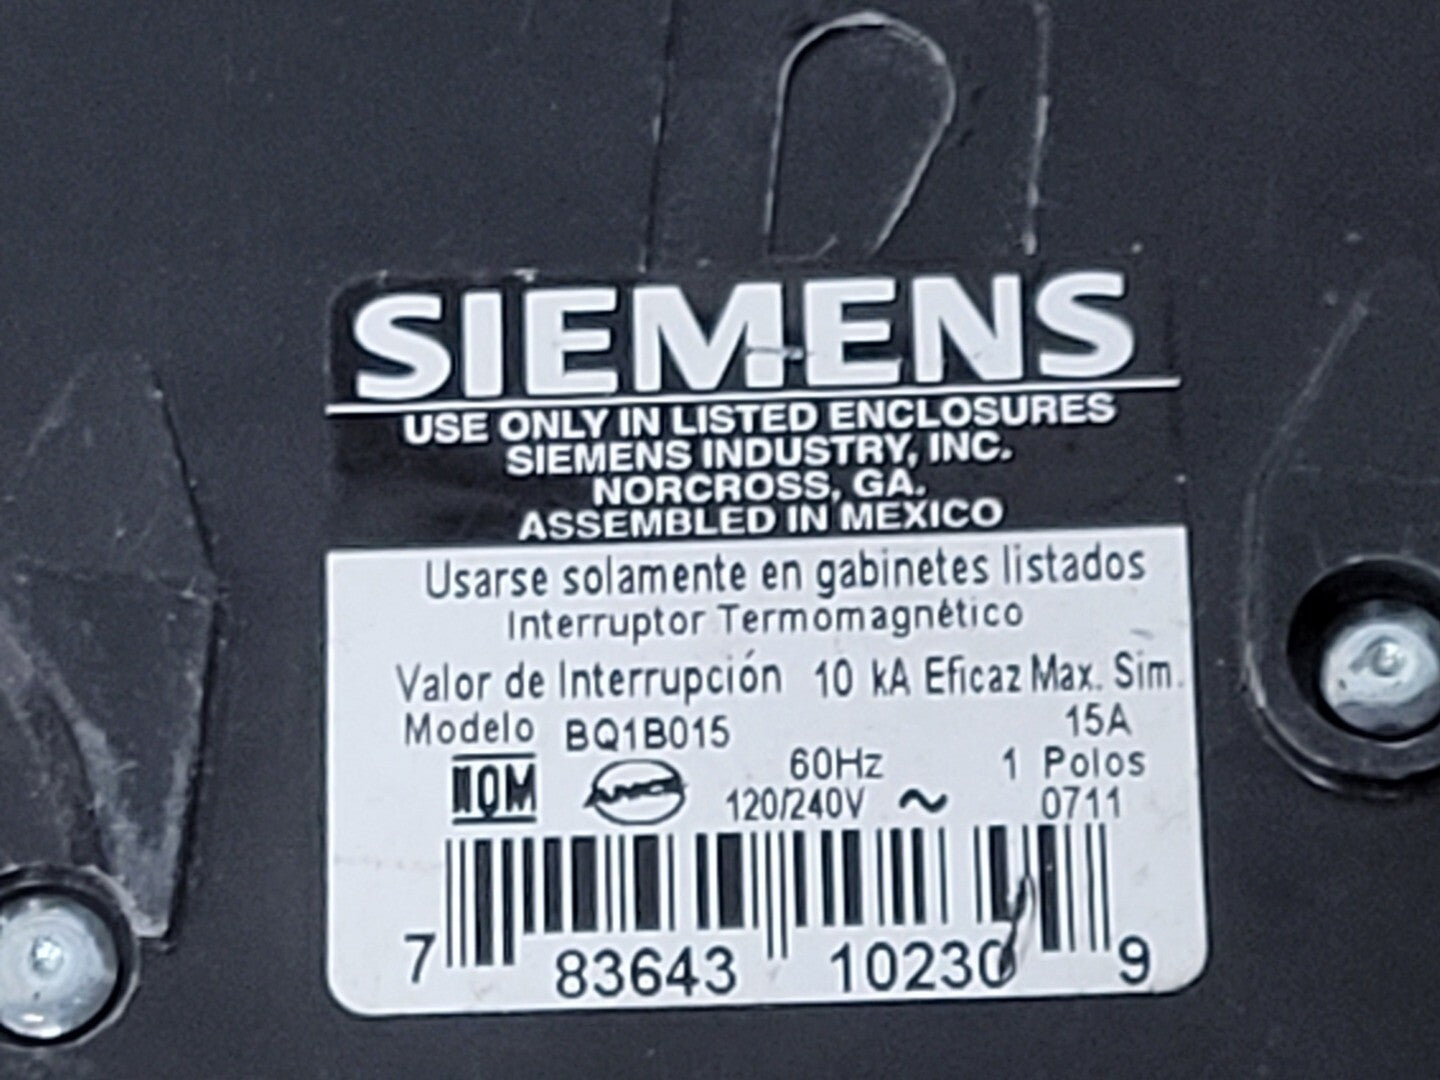 SIEMENS
USE ONLY IN LISTED ENCLOSURES
SIEMENS INDUSTRY, INC.
NORCROSS, GA.
ASSEMBLED IN MEXICO
Usarse solamente en gabinetes listados
Interruptor Termomagnético
Valor de Interrupción 10 kA Eficaz Max. Sim.
Modelo BQ1B015 15A
60Hz 1 Polos
NOM 120/240V ~ 0711
7 83643 10230 9